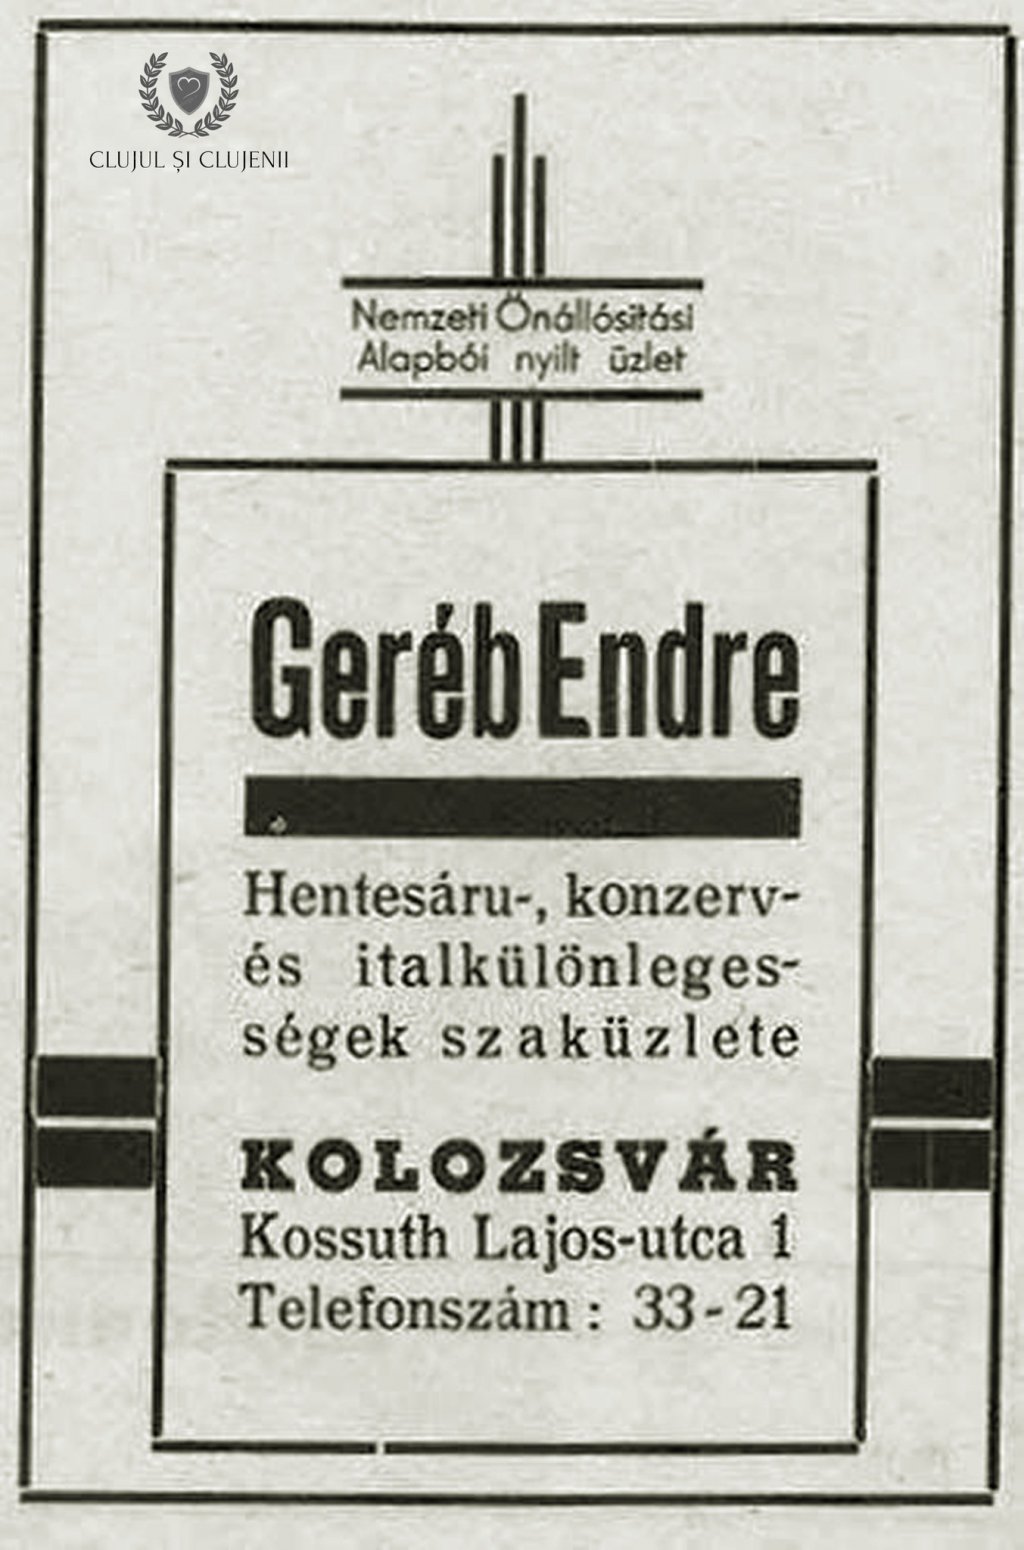 CLUJUL ȘI CLUJENII
Nemzeti Önállósitási
Alapból nyilt üzlet
Geréb Endre
Hentesáru-, konzerv-
és italkülönleges-
ségek szaküzlete
KOLOZSVÁR
Kossuth Lajos-utca 1
Telefonszám: 33-21